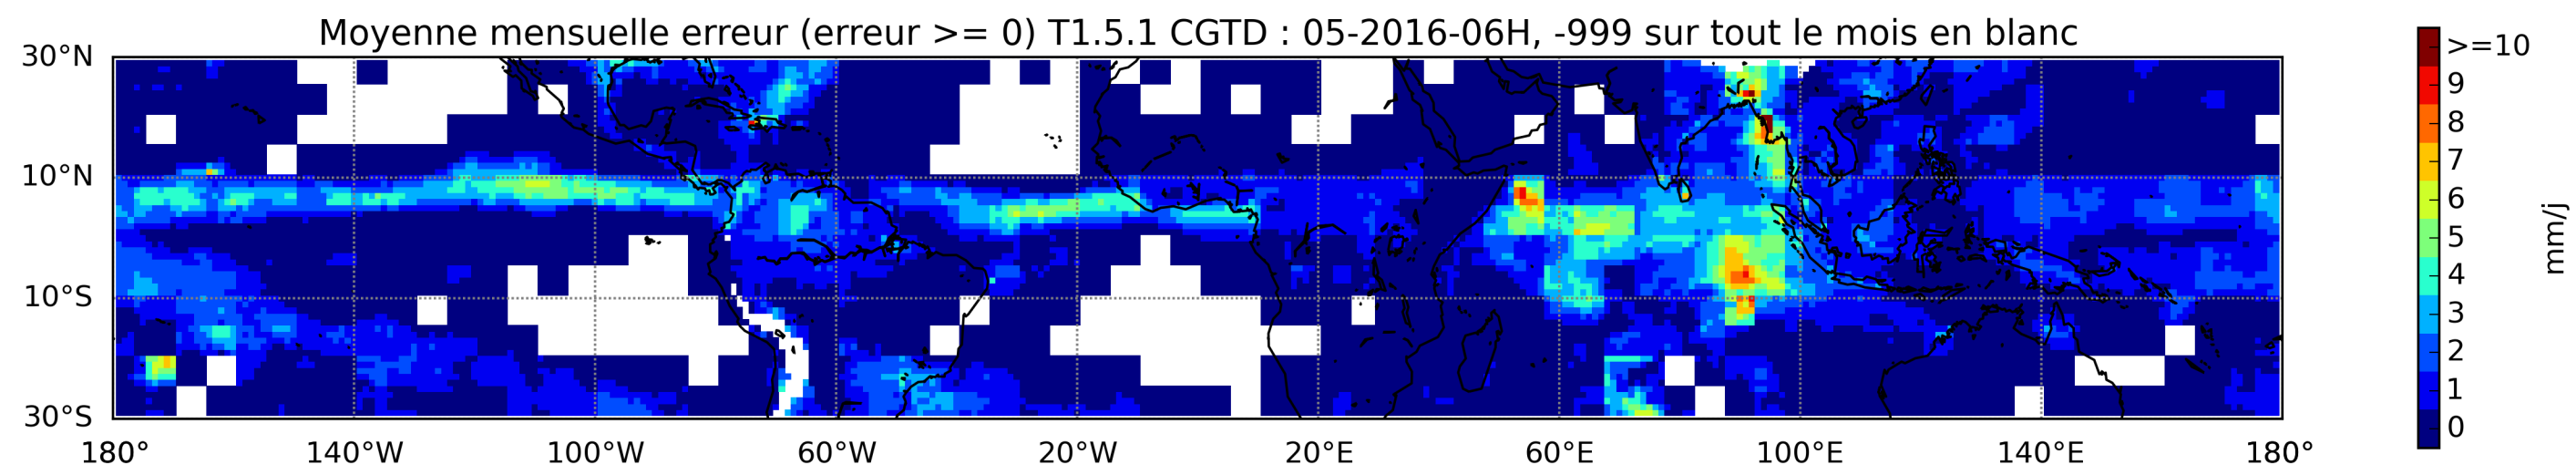 Moyenne mensuelle erreur (erreur >= 0) T1.5.1 CGTD : 05-2016-06H, -999 sur tout le mois en blanc
30°N
10°N
10°S
30°S
180° 140°W 100°W 60°W 20°W 20°E 60°E 100°E 140°E 180°
>=10
9
8
7
6
5
4
3
2
1
0
mm/j